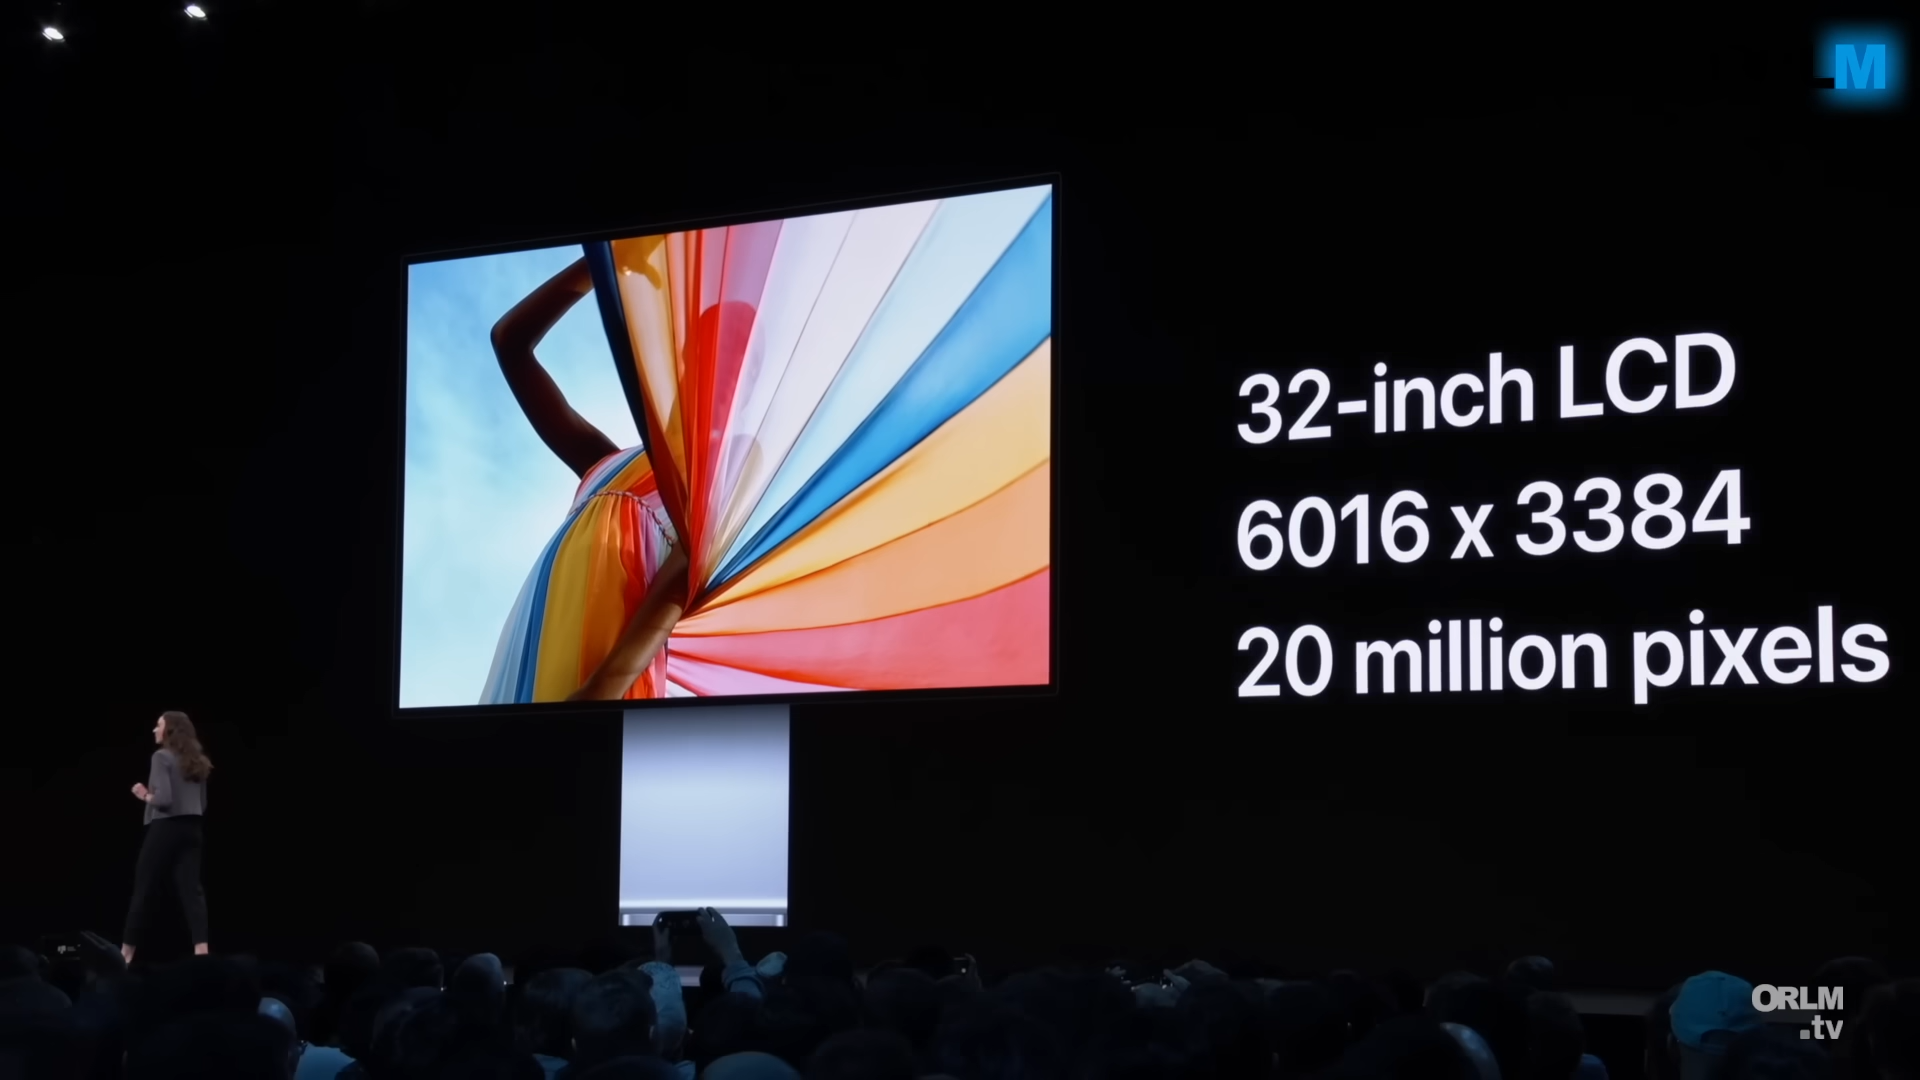 M
32-inch LCD
6016 x 3384
20 million pixels
ORLM
.tv